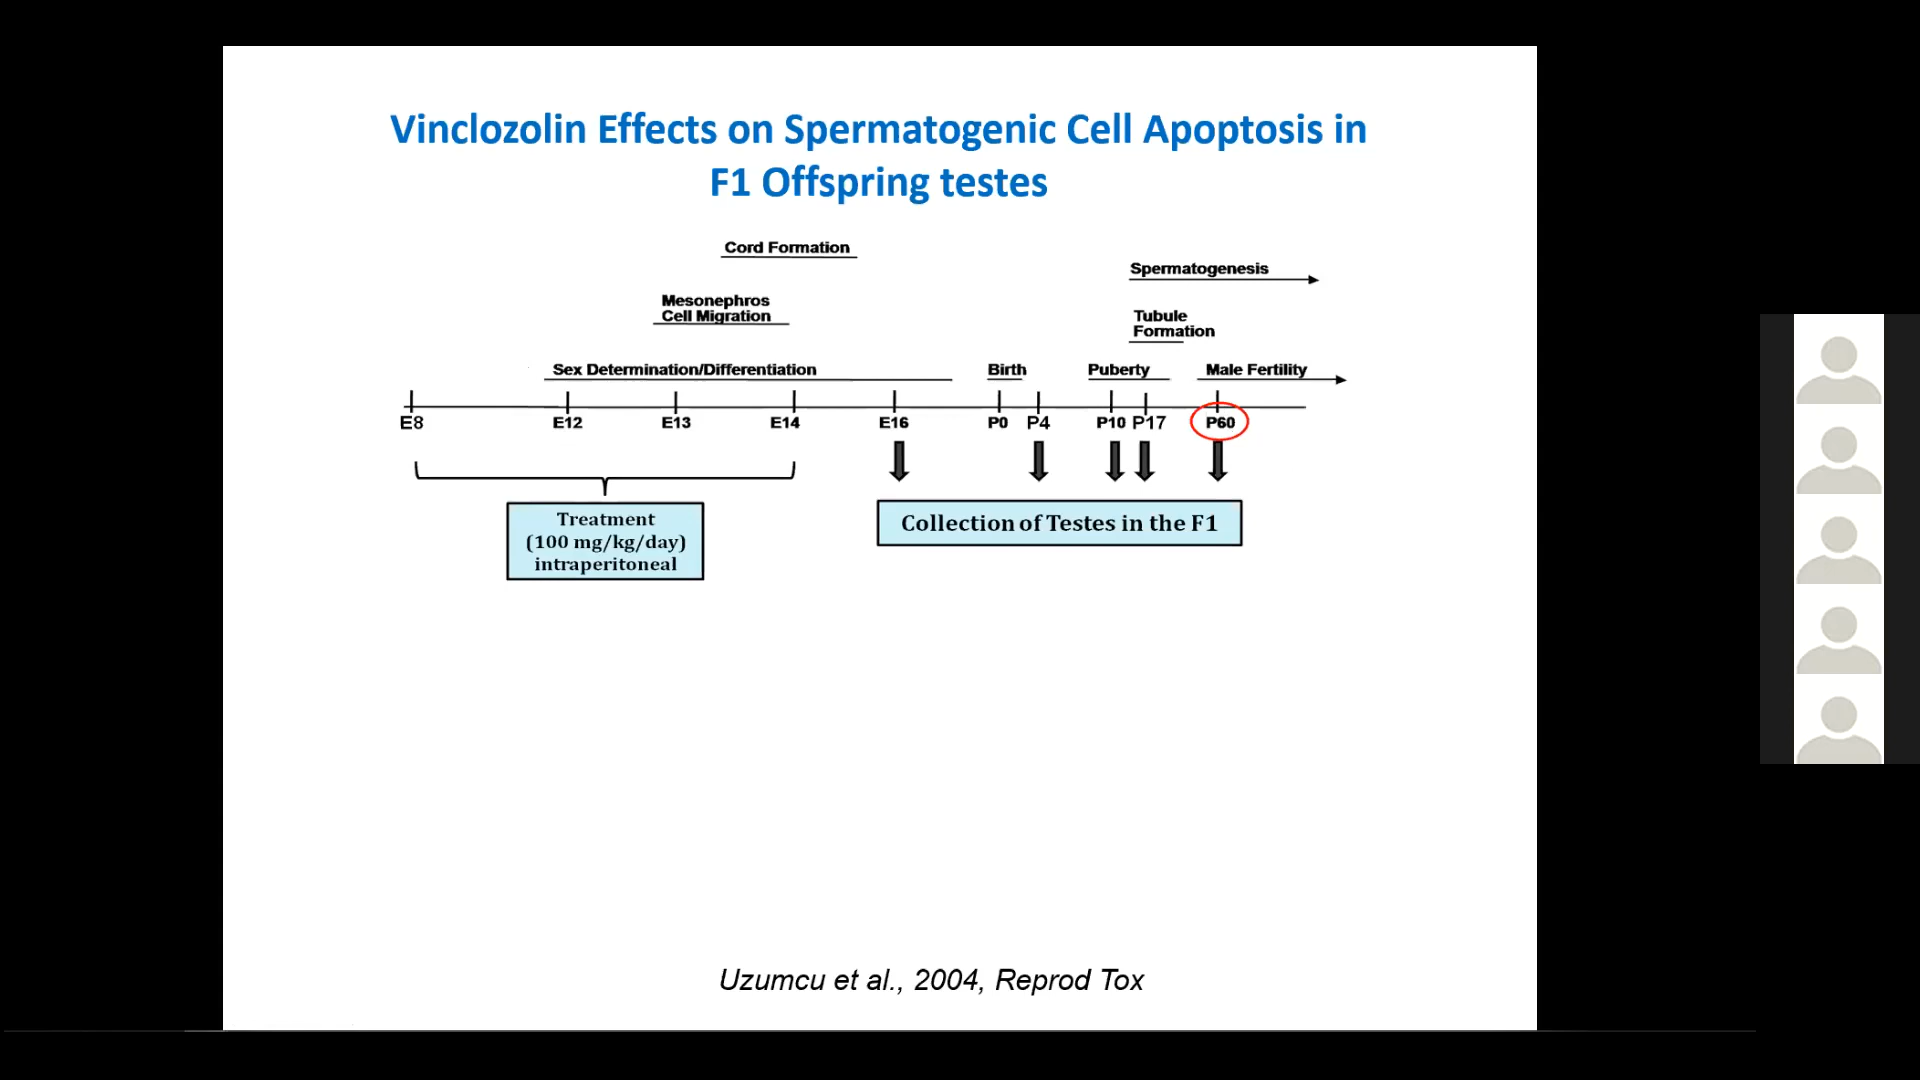 Vinclozolin Effects on Spermatogenic Cell Apoptosis in
F1 Offspring testes
Cord Formation
Spermatogenesis
Mesonephros
Cell Migration
Tubule
Formation
Sex Determination/Differentiation
Birth
Puberty
Male Fertility
E8
E12
E13
E14
E16
P0
P4
P10
P17
P60
Treatment
(100 mg/kg/day)
intraperitoneal
Collection of Testes in the F1
Uzumcu et al., 2004, Reprod Tox